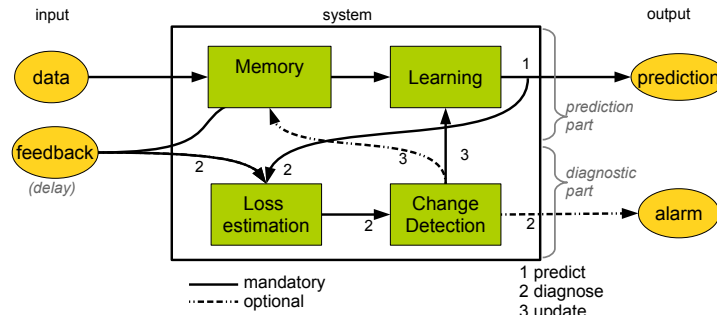 input
system
output
data
Memory
Learning
1
prediction
prediction
part
feedback
(delay)
2
2
3
3
diagnostic
part
Loss
estimation
2
Change
Detection
2
alarm
mandatory
optional
1 predict
2 diagnose
3 update